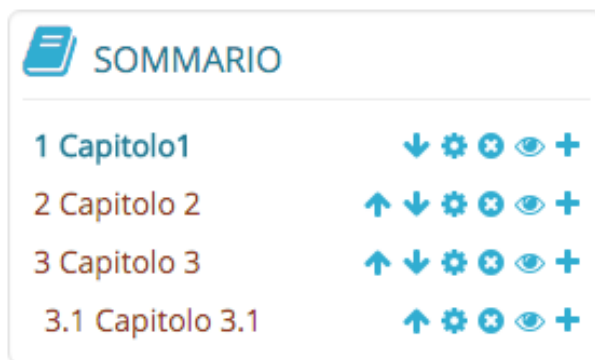 SOMMARIO
1 Capitolo1
2 Capitolo 2
3 Capitolo 3
3.1 Capitolo 3.1